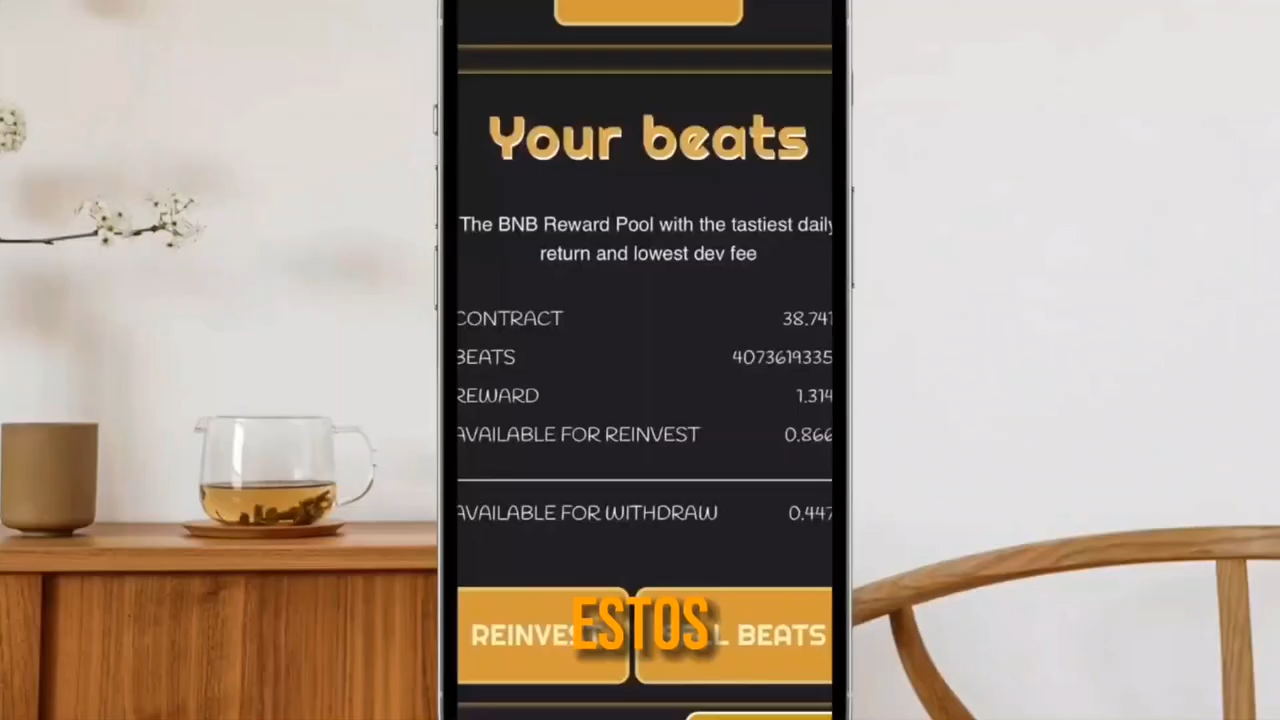 Your beats
The BNB Reward Pool with the tastiest daily
return and lowest dev fee
CONTRACT 38.741
BEATS 4073619335
REWARD 1.314
AVAILABLE FOR REINVEST 0.866
AVAILABLE FOR WITHDRAW 0.447
REINVEST
BEATS
ESTOS